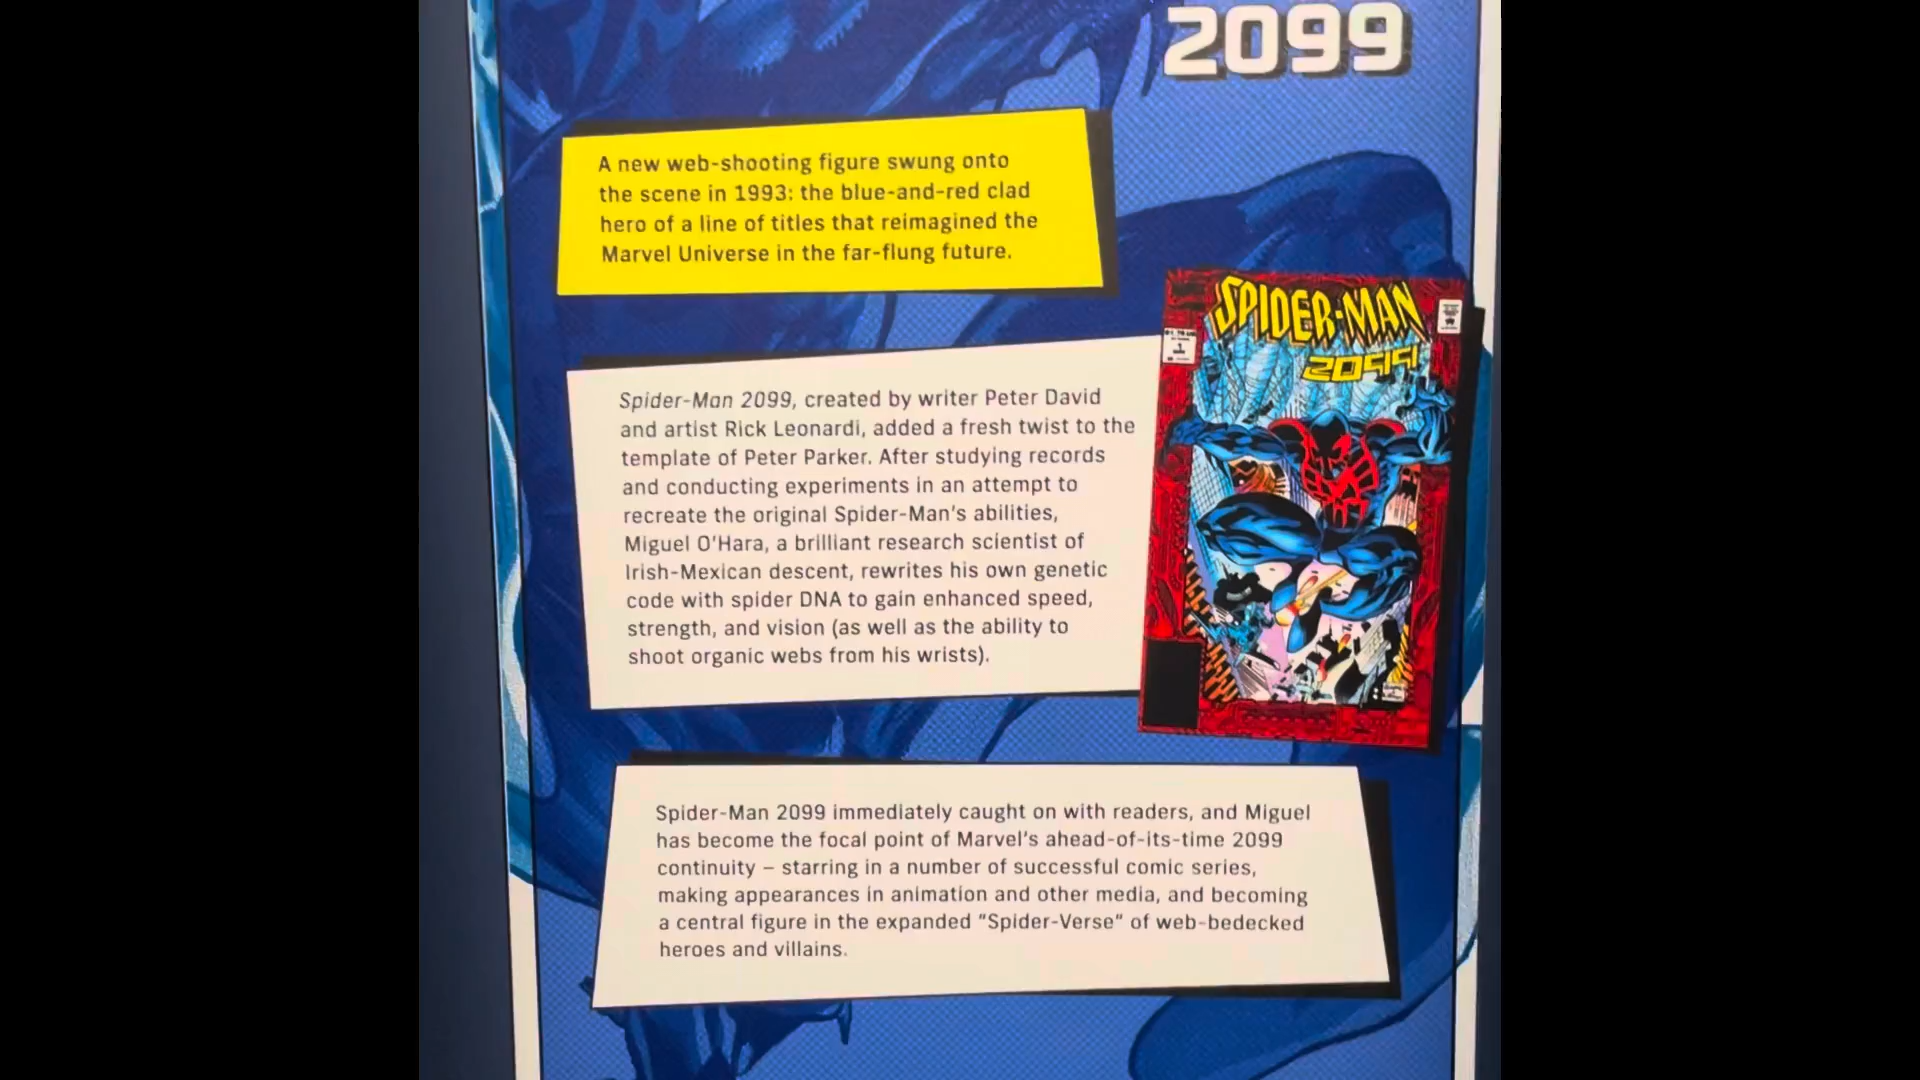 2099
A new web-shooting figure swung onto
the scene in 1993: the blue-and-red clad
hero of a line of titles that reimagined the
Marvel Universe in the far-flung future.
SPIDER-MAN
2099
1
Spider-Man 2099, created by writer Peter David
and artist Rick Leonardi, added a fresh twist to the
template of Peter Parker. After studying records
and conducting experiments in an attempt to
recreate the original Spider-Man's abilities,
Miguel O'Hara, a brilliant research scientist of
Irish-Mexican descent, rewrites his own genetic
code with spider DNA to gain enhanced speed,
strength, and vision (as well as the ability to
shoot organic webs from his wrists).
Spider-Man 2099 immediately caught on with readers, and Miguel
has become the focal point of Marvel's ahead-of-its-time 2099
continuity – starring in a number of successful comic series,
making appearances in animation and other media, and becoming
a central figure in the expanded "Spider-Verse" of web-bedecked
heroes and villains.